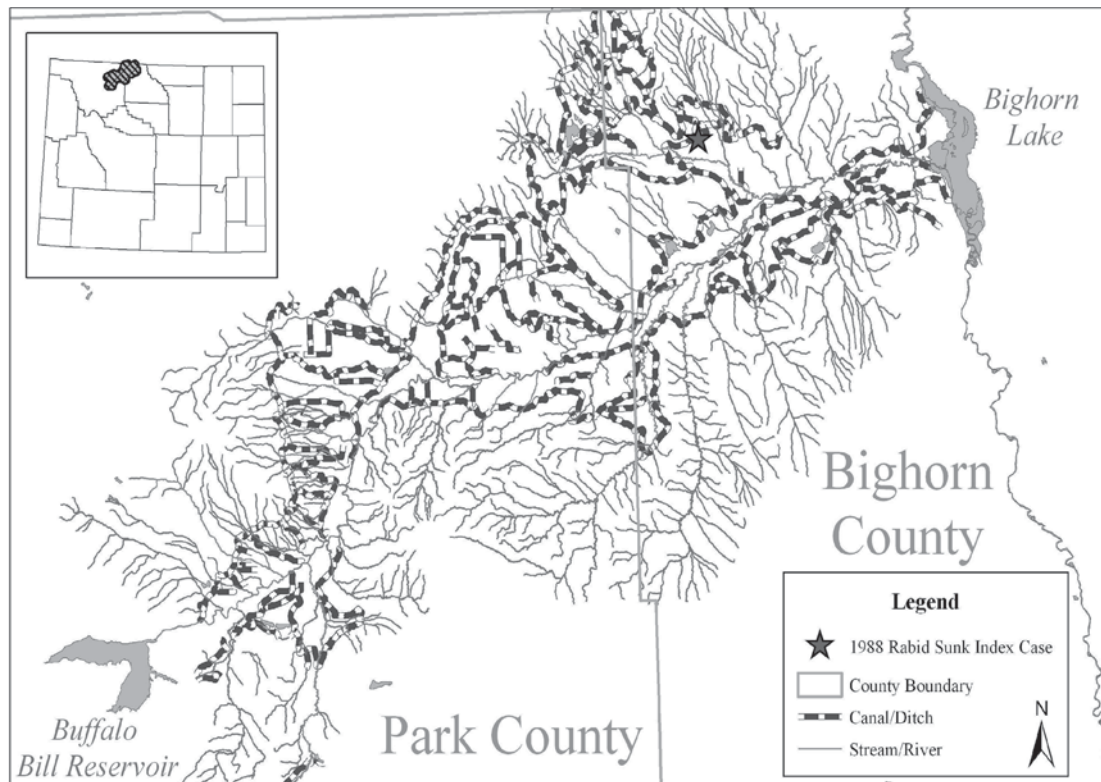 Bighorn
Lake
Bighorn
County
Park County
Buffalo
Bill Reservoir
Legend
1988 Rabid Sunk Index Case
County Boundary
Canal/Ditch
Stream/River
N